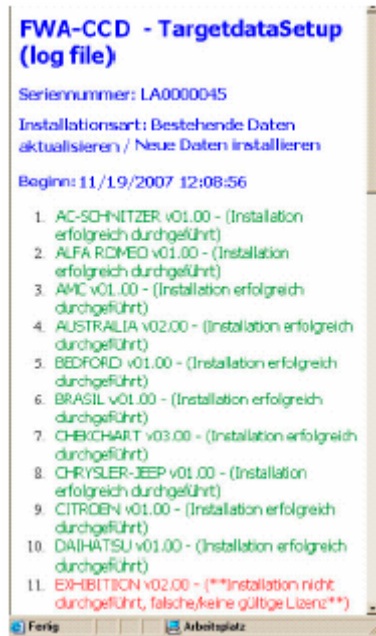 FWA-CCD - TargetdataSetup
(log file)
Seriennummer: LA0000045
Installationsart: Bestehende Daten
aktualisieren / Neue Daten installieren
Beginn: 11/19/2007 12:08:56
1. AC-SCHNITZER v01.00 - (Installation
erfolgreich durchgeführt)
2. ALFA ROMEO v01.00 - (Installation
erfolgreich durchgeführt)
3. AMC v01.00 - (Installation erfolgreich
durchgeführt)
4. AUSTRALIA v02.00 - (Installation erfolgreich
durchgeführt)
5. BEDFORD v01.00 - (Installation erfolgreich
durchgeführt)
6. BRASIL v01.00 - (Installation erfolgreich
durchgeführt)
7. CHEKCHART v03.00 - (Installation erfolgreich
durchgeführt)
8. CHRYSLER-JEEP v01.00 - (Installation
erfolgreich durchgeführt)
9. CITROEN v01.00 - (Installation erfolgreich
durchgeführt)
10. DAIHATSU v01.00 - (Installation erfolgreich
durchgeführt)
11. EXHIBITION v02.00 - (**Installation nicht
durchgeführt, falsche/keine gültige Lizenz**)
Fertig Arbeitsplatz